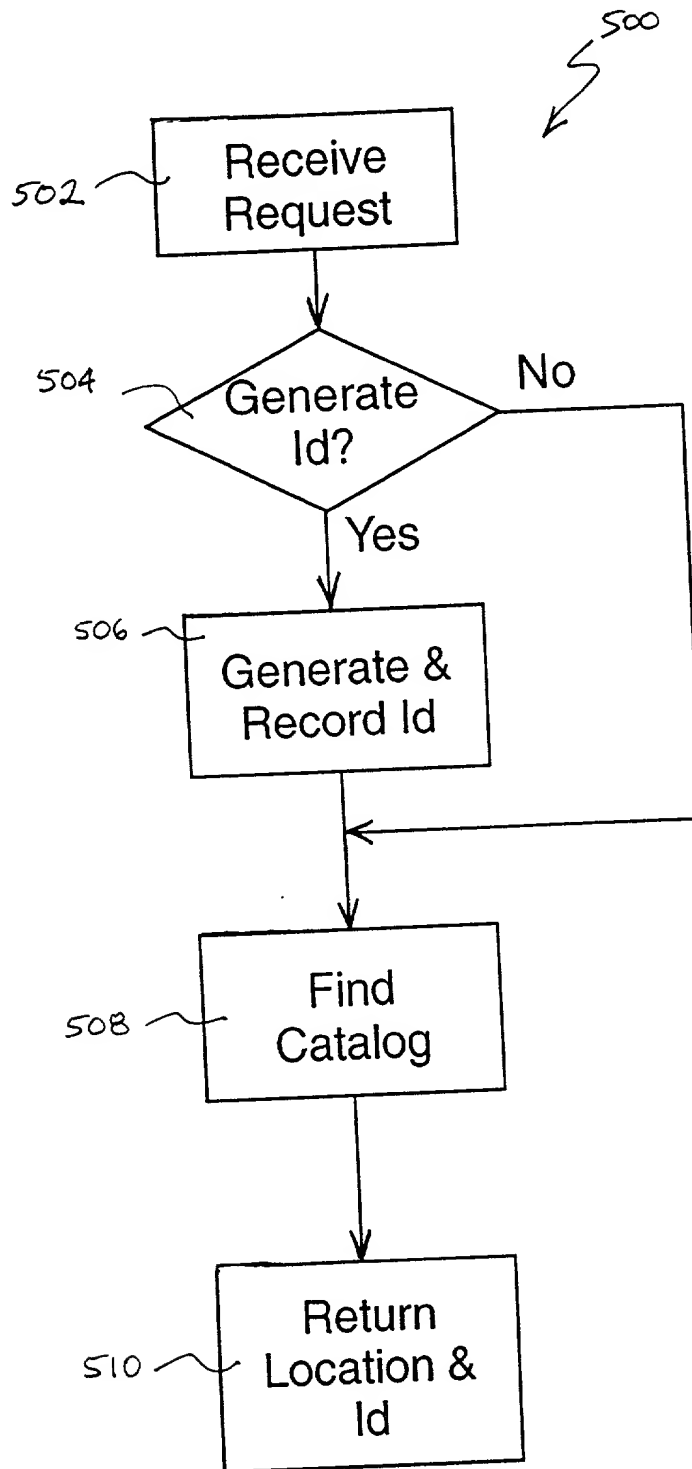 500
502
Receive
Request
504
Generate
Id?
No
Yes
506
Generate &
Record Id
508
Find
Catalog
510
Return
Location &
Id